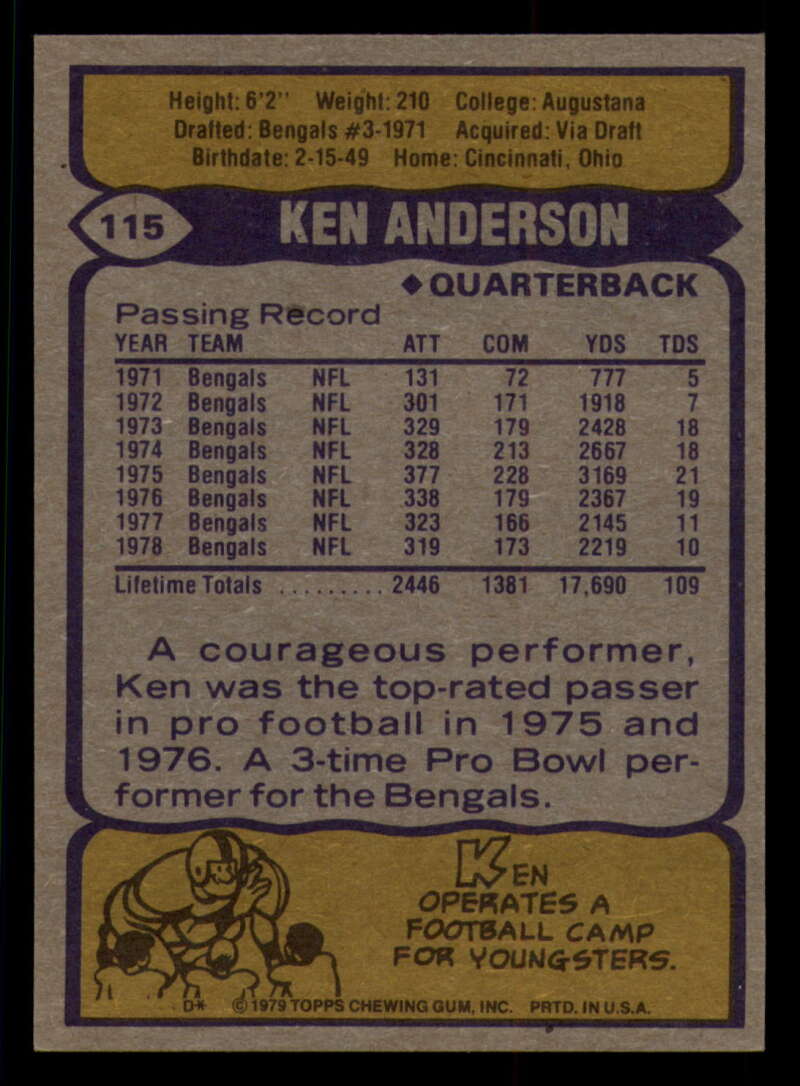 Height: 6'2" Weight: 210 College: Augustana
Drafted: Bengals #3-1971 Acquired: Via Draft
Birthdate: 2-15-49 Home: Cincinnati, Ohio
115 KEN ANDERSON
◆ QUARTERBACK
Passing Record
YEAR TEAM ATT COM YDS TDS
1971 Bengals NFL 131 72 777 5
1972 Bengals NFL 301 171 1918 7
1973 Bengals NFL 329 179 2428 18
1974 Bengals NFL 328 213 2667 18
1975 Bengals NFL 377 228 3169 21
1976 Bengals NFL 338 179 2367 19
1977 Bengals NFL 323 166 2145 11
1978 Bengals NFL 319 173 2219 10
Lifetime Totals ......... 2446 1381 17,690 109
A courageous performer,
Ken was the top-rated passer
in pro football in 1975 and
1976. A 3-time Pro Bowl per-
former for the Bengals.
KEN
OPERATES A
FOOTBALL CAMP
FOR YOUNGSTERS.
D* © 1979 TOPPS CHEWING GUM, INC. PRTD. IN U.S.A.